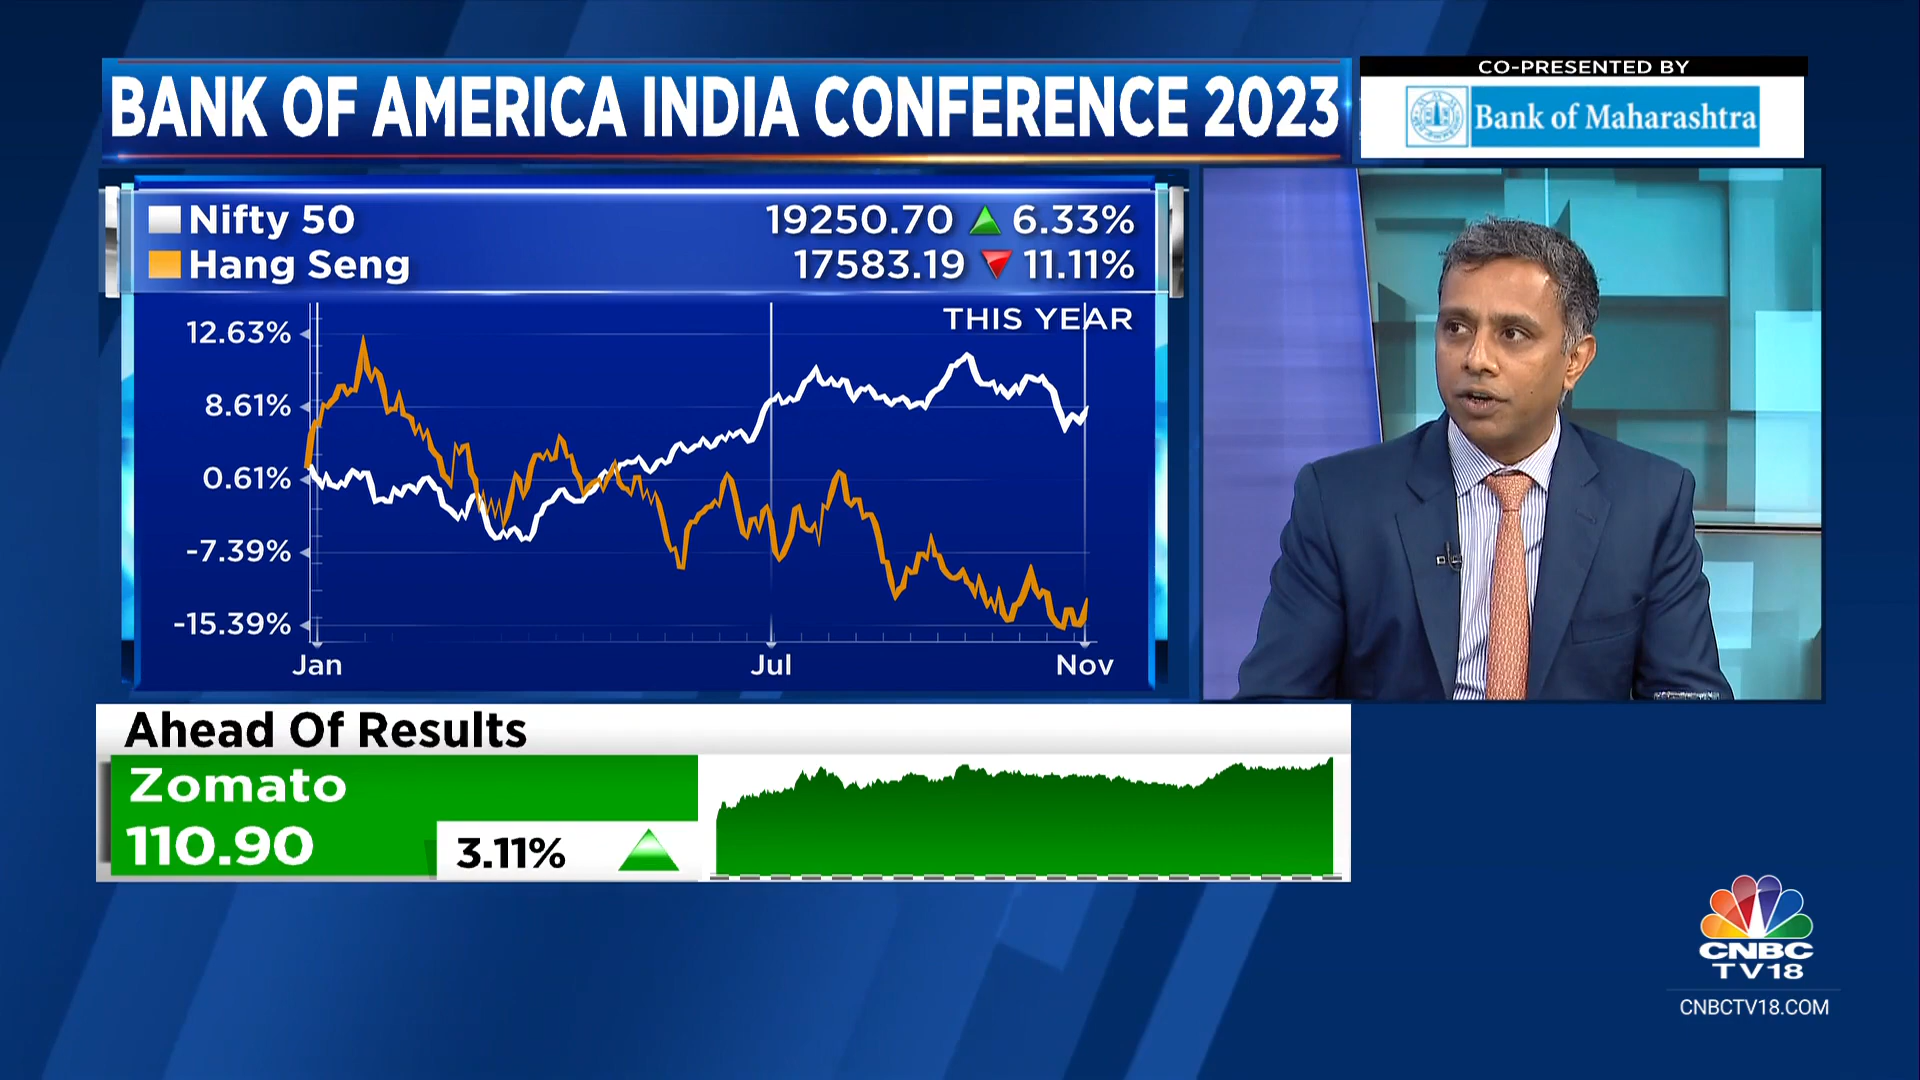 BANK OF AMERICA INDIA CONFERENCE 2023
CO-PRESENTED BY
Bank of Maharashtra
Nifty 50 19250.70 6.33%
Hang Seng 17583.19 11.11%
THIS YEAR
12.63%
8.61%
0.61%
-7.39%
-15.39%
Jan Jul Nov
Ahead Of Results
Zomato
110.90 3.11%
CNBC
TV18
CNBCTV18.COM